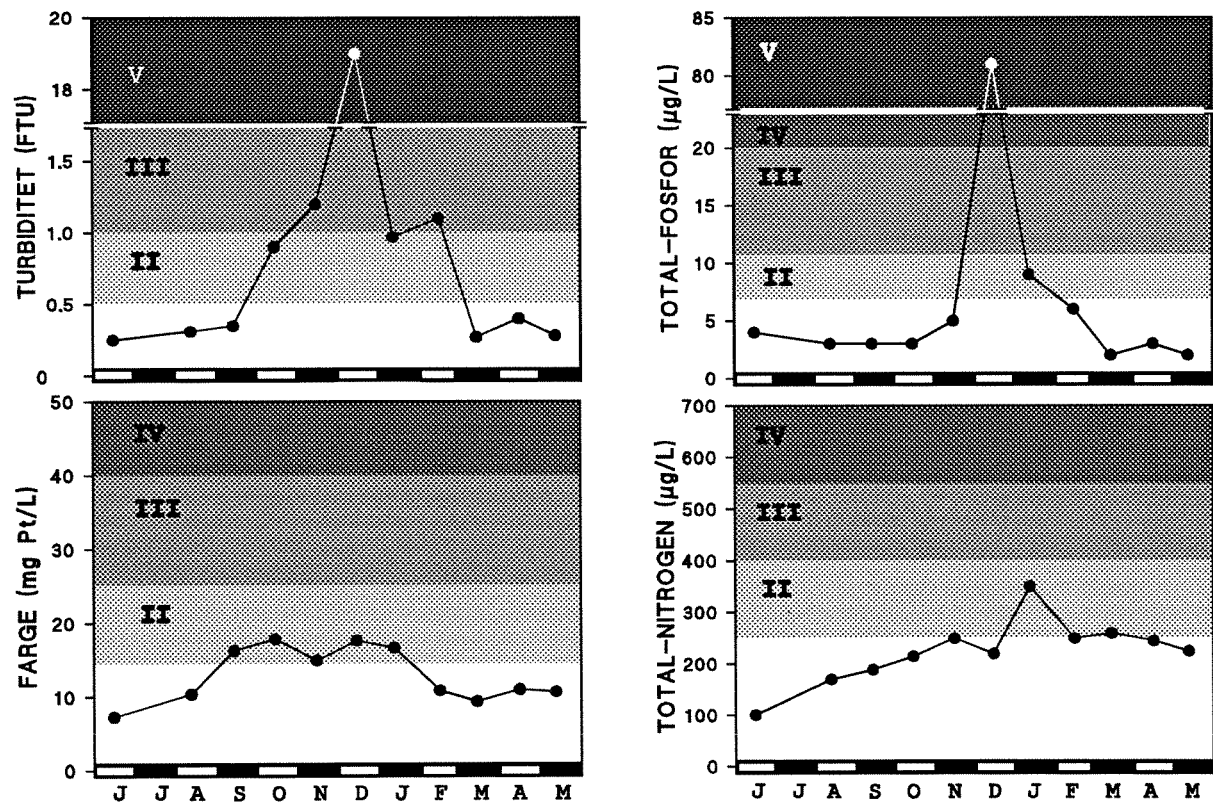 TURBIDITET (FTU)
20
V
18
III
1.5
1.0
II
0.5
0
TOTAL-FOSFOR (µg/L)
85
V
80
IV
20
III
15
10
II
5
0
FARGE (mg Pt/L)
50
IV
40
III
30
II
20
10
0
J J A S O N D J F M A M
TOTAL-NITROGEN (µg/L)
700
IV
600
III
500
400
II
300
200
100
0
J J A S O N D J F M A M